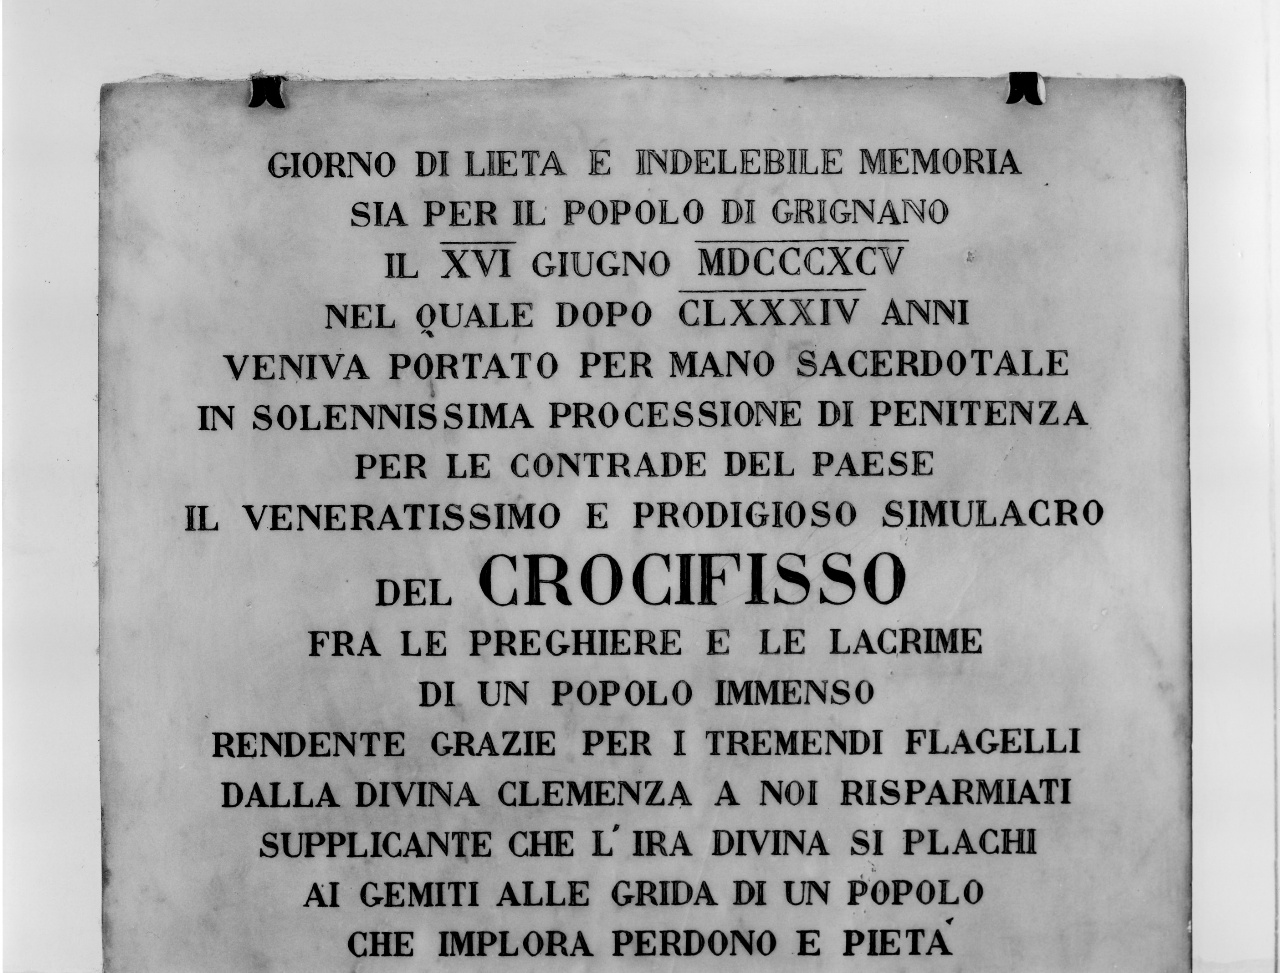 GIORNO DI LIETA E INDELEBILE MEMORIA
SIA PER IL POPOLO DI GRIGNANO
IL XVI GIUGNO MDCCCXCV
NEL QUALE DOPO CLXXXIV ANNI
VENIVA PORTATO PER MANO SACERDOTALE
IN SOLENNISSIMA PROCESSIONE DI PENITENZA
PER LE CONTRADE DEL PAESE
IL VENERATISSIMO E PRODIGIOSO SIMULACRO
DEL CROCIFISSO
FRA LE PREGHIERE E LE LACRIME
DI UN POPOLO IMMENSO
RENDENTE GRAZIE PER I TREMENDI FLAGELLI
DALLA DIVINA CLEMENZA A NOI RISPARMIATI
SUPPLICANTE CHE L' IRA DIVINA SI PLACHI
AI GEMITI ALLE GRIDA DI UN POPOLO
CHE IMPLORA PERDONO E PIETÁ